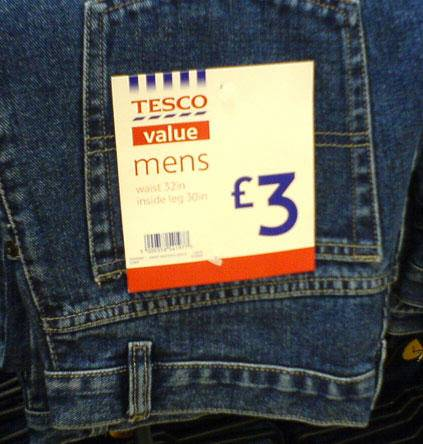 TESCO
value
mens
waist 32in
inside leg 30in
£3